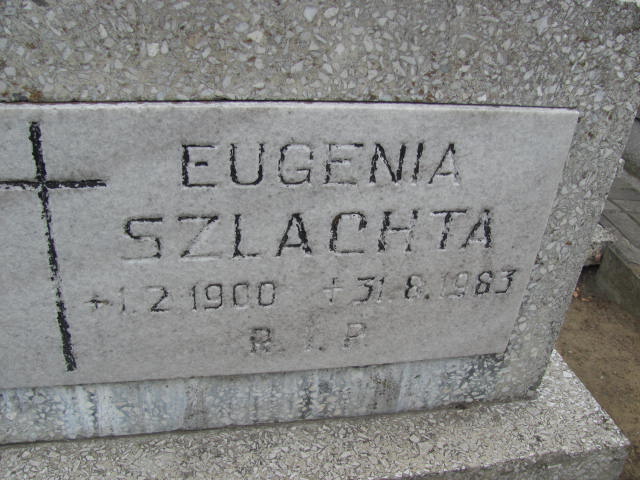 EUGENIA
SZLACHTA
+1.2.1900 +31.8.1983
R.I.P.